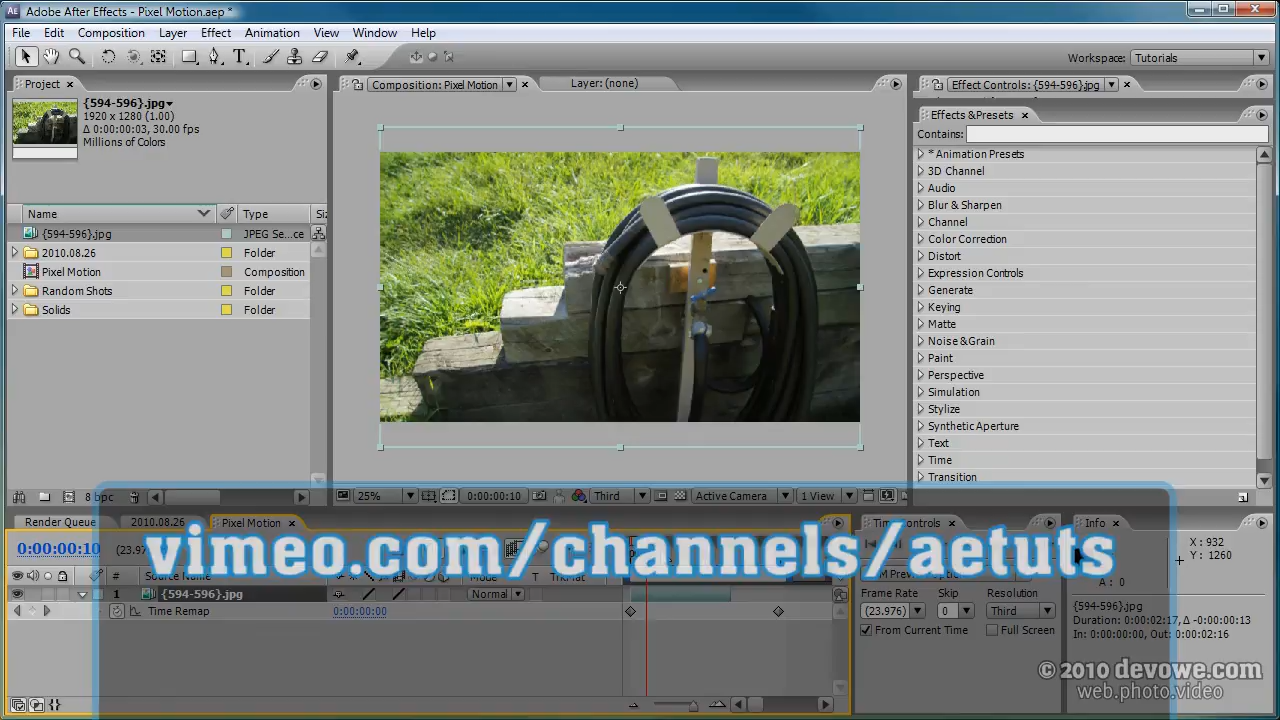 Adobe After Effects - Pixel Motion.aep *
File Edit Composition Layer Effect Animation View Window Help
Workspace: Tutorials
Project
Composition: Pixel Motion
Layer: (none)
Effect Controls: {594-596}.jpg
{594-596}.jpg
1920 x 1280 (1.00)
Δ 0:00:00:03, 30.00 fps
Millions of Colors
Effects & Presets
Contains:
* Animation Presets
3D Channel
Audio
Blur & Sharpen
Channel
Color Correction
Distort
Expression Controls
Generate
Keying
Matte
Noise & Grain
Paint
Perspective
Simulation
Stylize
Synthetic Aperture
Text
Time
Transition
Name Type Siz
{594-596}.jpg JPEG Se...ce
2010.08.26 Folder
Pixel Motion Composition
Random Shots Folder
Solids Folder
8 bpc
25% 0:00:00:10 Third Active Camera 1 View
Render Queue 2010.08.26 Pixel Motion
0:00:00:10 (23.97
vimeo.com/channels/aetuts
# Source Name Mode T TrkMat
1 {594-596}.jpg Normal
Time Remap 0:00:00:00
Time Controls
Frame Rate Skip Resolution
(23.976) 0 Third
From Current Time Full Screen
Info
X : 932
Y : 1260
A : 0
{594-596}.jpg
Duration: 0:00:02:17, Δ -0:00:00:13
In: 0:00:00:00, Out: 0:00:02:16
© 2010 devowe.com
web.photo.video